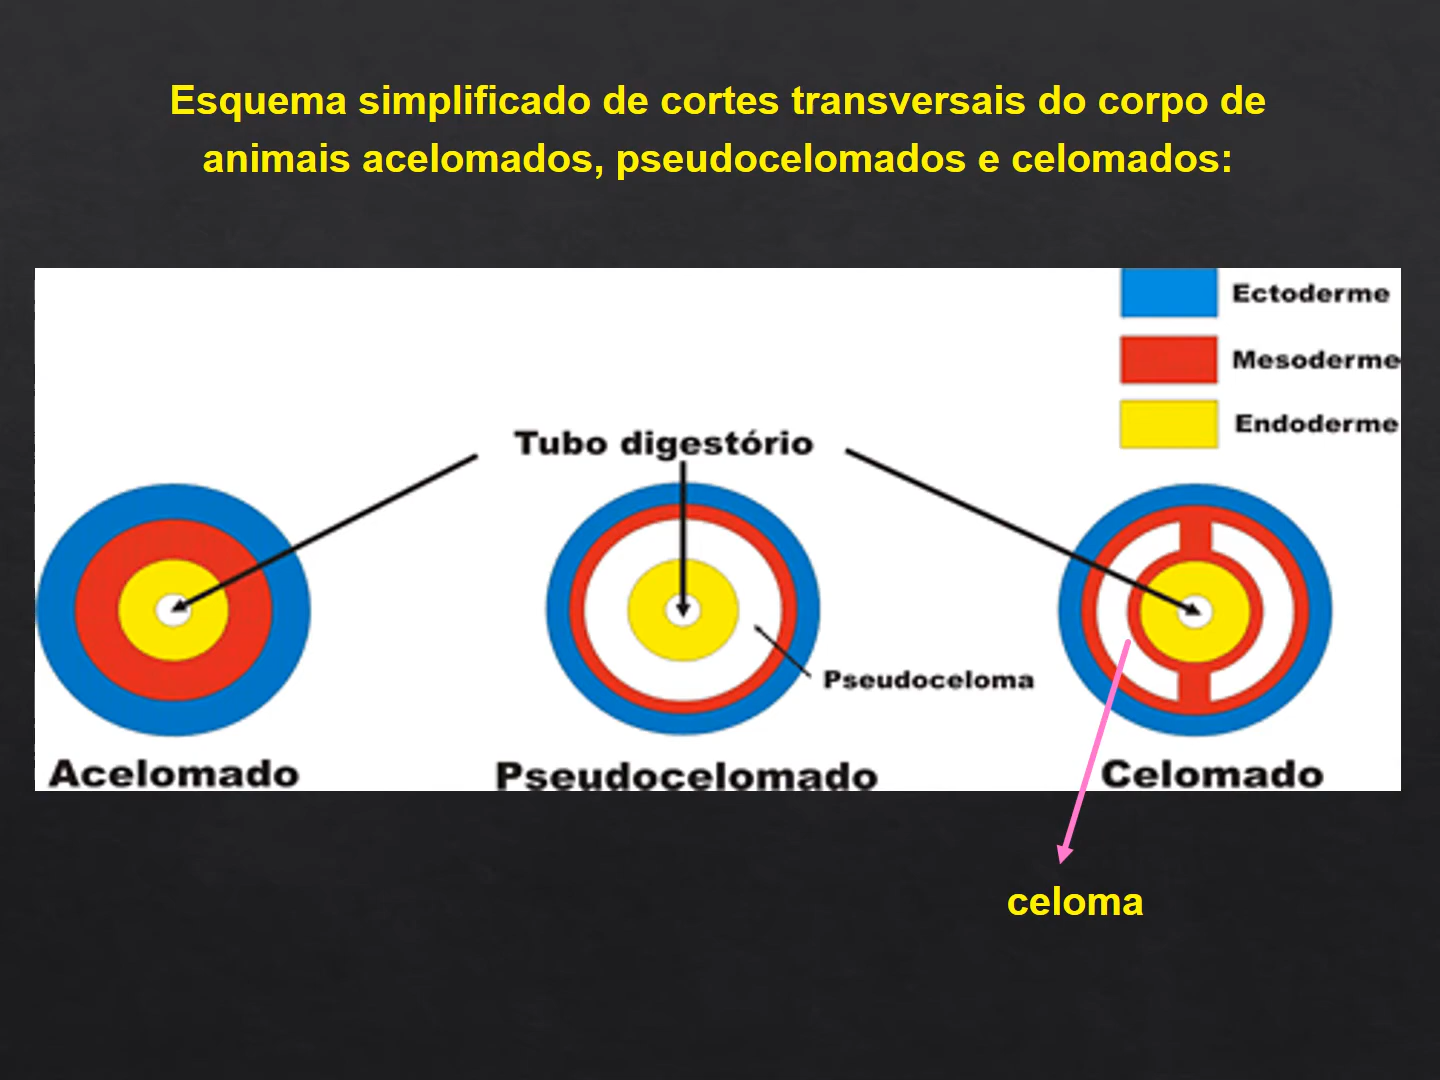 Esquema simplificado de cortes transversais do corpo de
animais acelomados, pseudocelomados e celomados:
Ectoderme
Mesoderme
Endoderme
Tubo digestório
Pseudoceloma
Acelomado
Pseudocelomado
Celomado
celoma